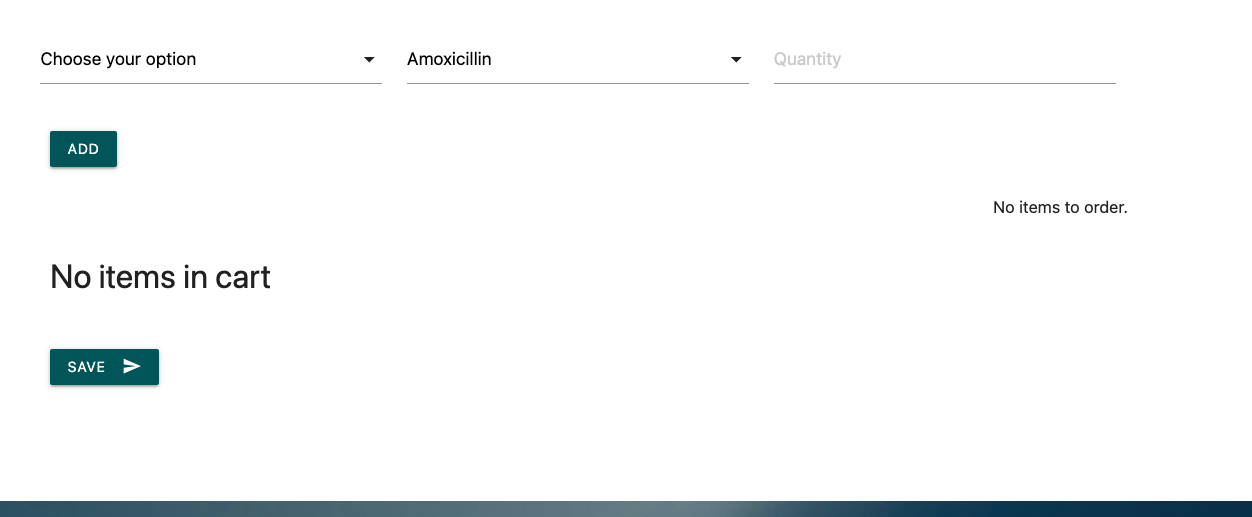 Choose your option Amoxicillin Quantity
ADD
No items to order.
No items in cart
SAVE